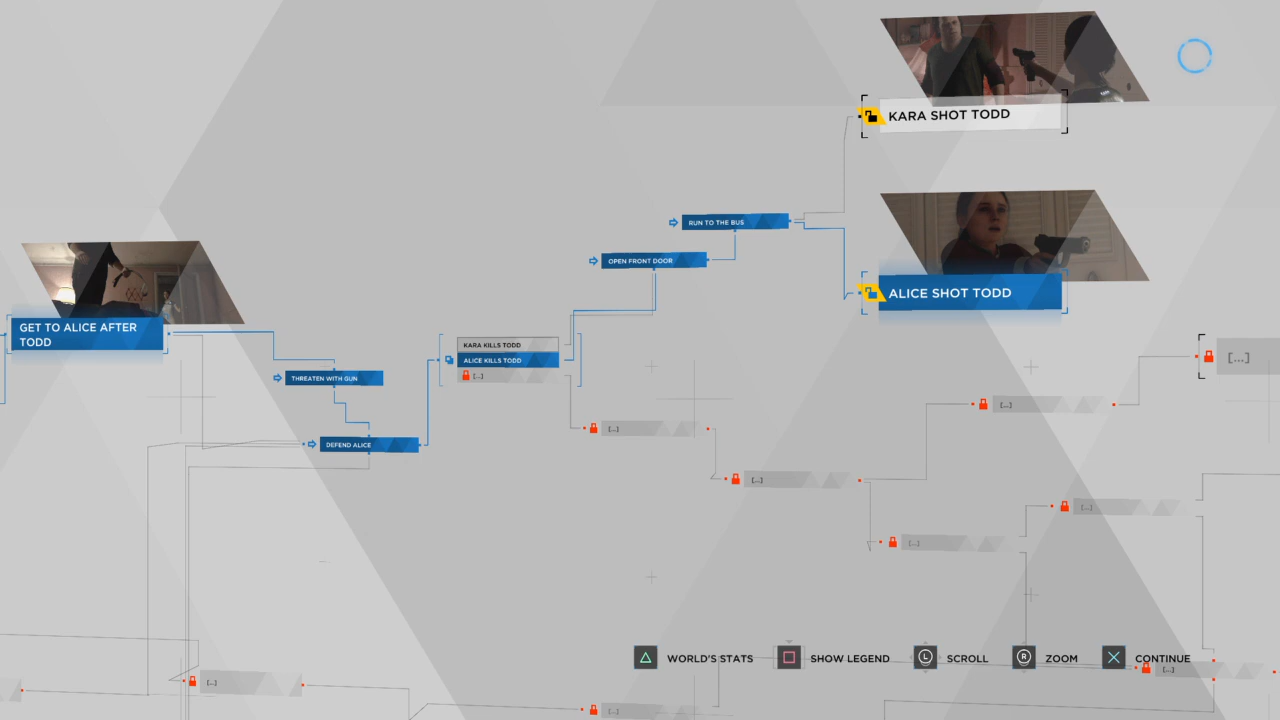 KARA SHOT TODD
RUN TO THE BUS
OPEN FRONT DOOR
ALICE SHOT TODD
GET TO ALICE AFTER
TODD
KARA KILLS TODD
ALICE KILLS TODD
[...]
[...]
THREATEN WITH GUN
[...]
[...]
DEFEND ALICE
[...]
[...]
[...]
WORLD'S STATS
SHOW LEGEND
L
SCROLL
R
ZOOM
CONTINUE
[...]
[...]
[...]